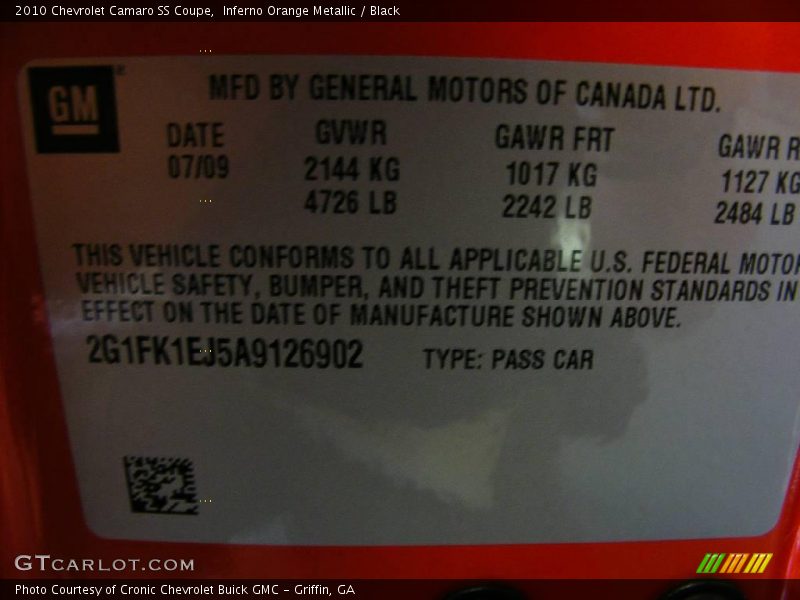 2010 Chevrolet Camaro SS Coupe,  Inferno Orange Metallic / Black
GM
MFD BY GENERAL MOTORS OF CANADA LTD.
DATE GVWR GAWR FRT GAWR R
07/09 2144 KG 1017 KG 1127 KG
4726 LB 2242 LB 2484 LB
THIS VEHICLE CONFORMS TO ALL APPLICABLE U.S. FEDERAL MOTOR
VEHICLE SAFETY, BUMPER, AND THEFT PREVENTION STANDARDS IN
EFFECT ON THE DATE OF MANUFACTURE SHOWN ABOVE.
2G1FK1EJ5A9126902 TYPE: PASS CAR
GTCARLOT.COM
Photo Courtesy of Cronic Chevrolet Buick GMC - Griffin, GA